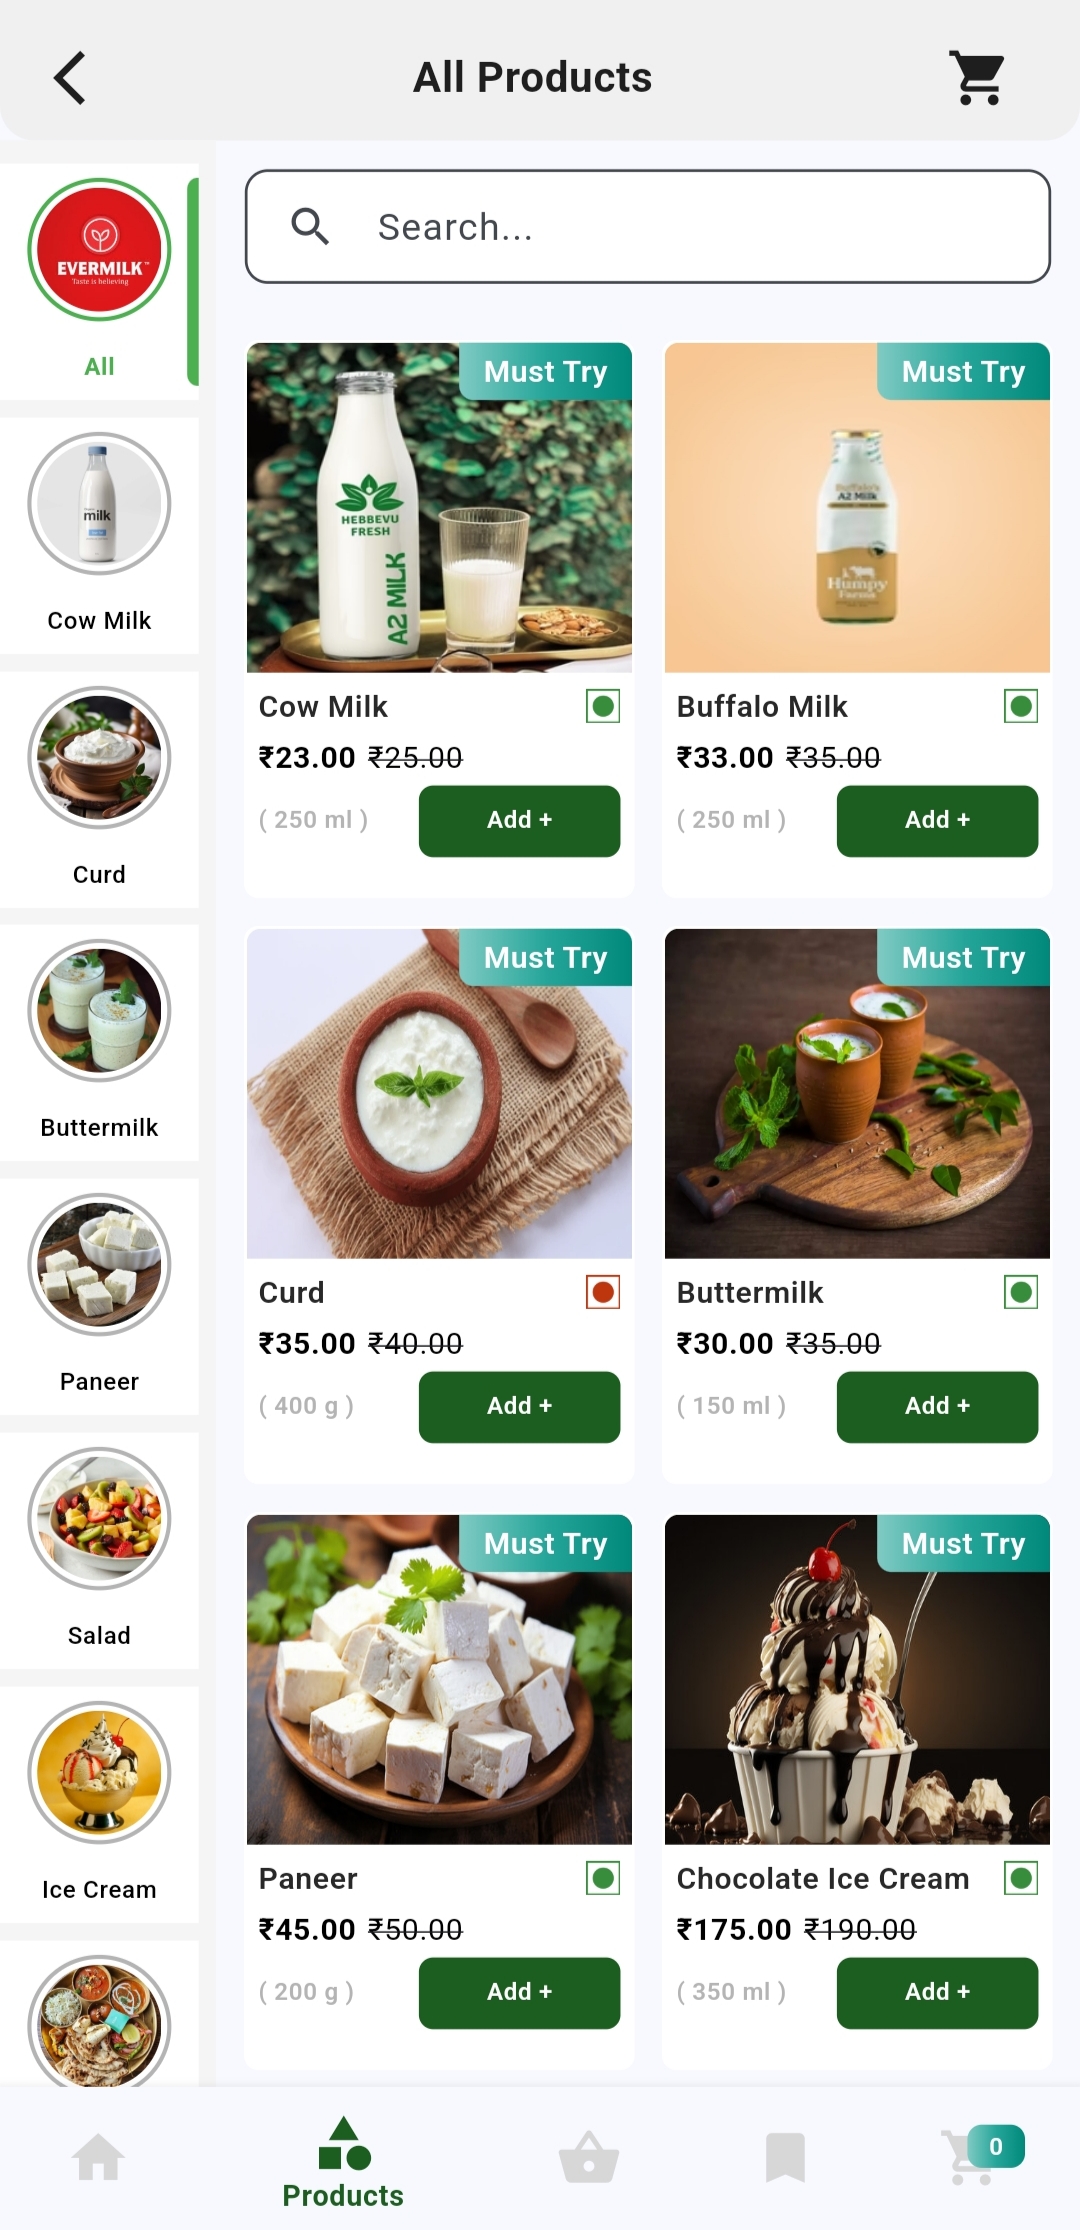 All Products
EVERMILK
Taste is believing
All
milk
Cow Milk
Curd
Buttermilk
Paneer
Salad
Ice Cream
Search...
Must Try
HEBBEVU
FRESH
A2 MILK
Cow Milk
₹23.00 ₹25.00
( 250 ml )
Add +
Must Try
Buffalo's
A2 Milk
Humpy
Farms
Buffalo Milk
₹33.00 ₹35.00
( 250 ml )
Add +
Must Try
Curd
₹35.00 ₹40.00
( 400 g )
Add +
Must Try
Buttermilk
₹30.00 ₹35.00
( 150 ml )
Add +
Must Try
Paneer
₹45.00 ₹50.00
( 200 g )
Add +
Must Try
Chocolate Ice Cream
₹175.00 ₹190.00
( 350 ml )
Add +
Products
0